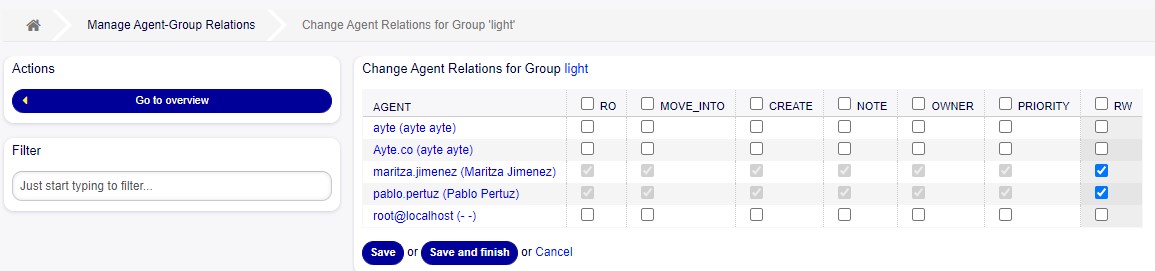 Manage Agent-Group Relations
Change Agent Relations for Group 'light'
Actions
Go to overview
Filter
Just start typing to filter...
Change Agent Relations for Group light
AGENT RO MOVE_INTO CREATE NOTE OWNER PRIORITY RW
ayte (ayte ayte)
Ayte.co (ayte ayte)
maritza.jimenez (Maritza Jimenez)
pablo.pertuz (Pablo Pertuz)
root@localhost (- -)
Save or Save and finish or Cancel